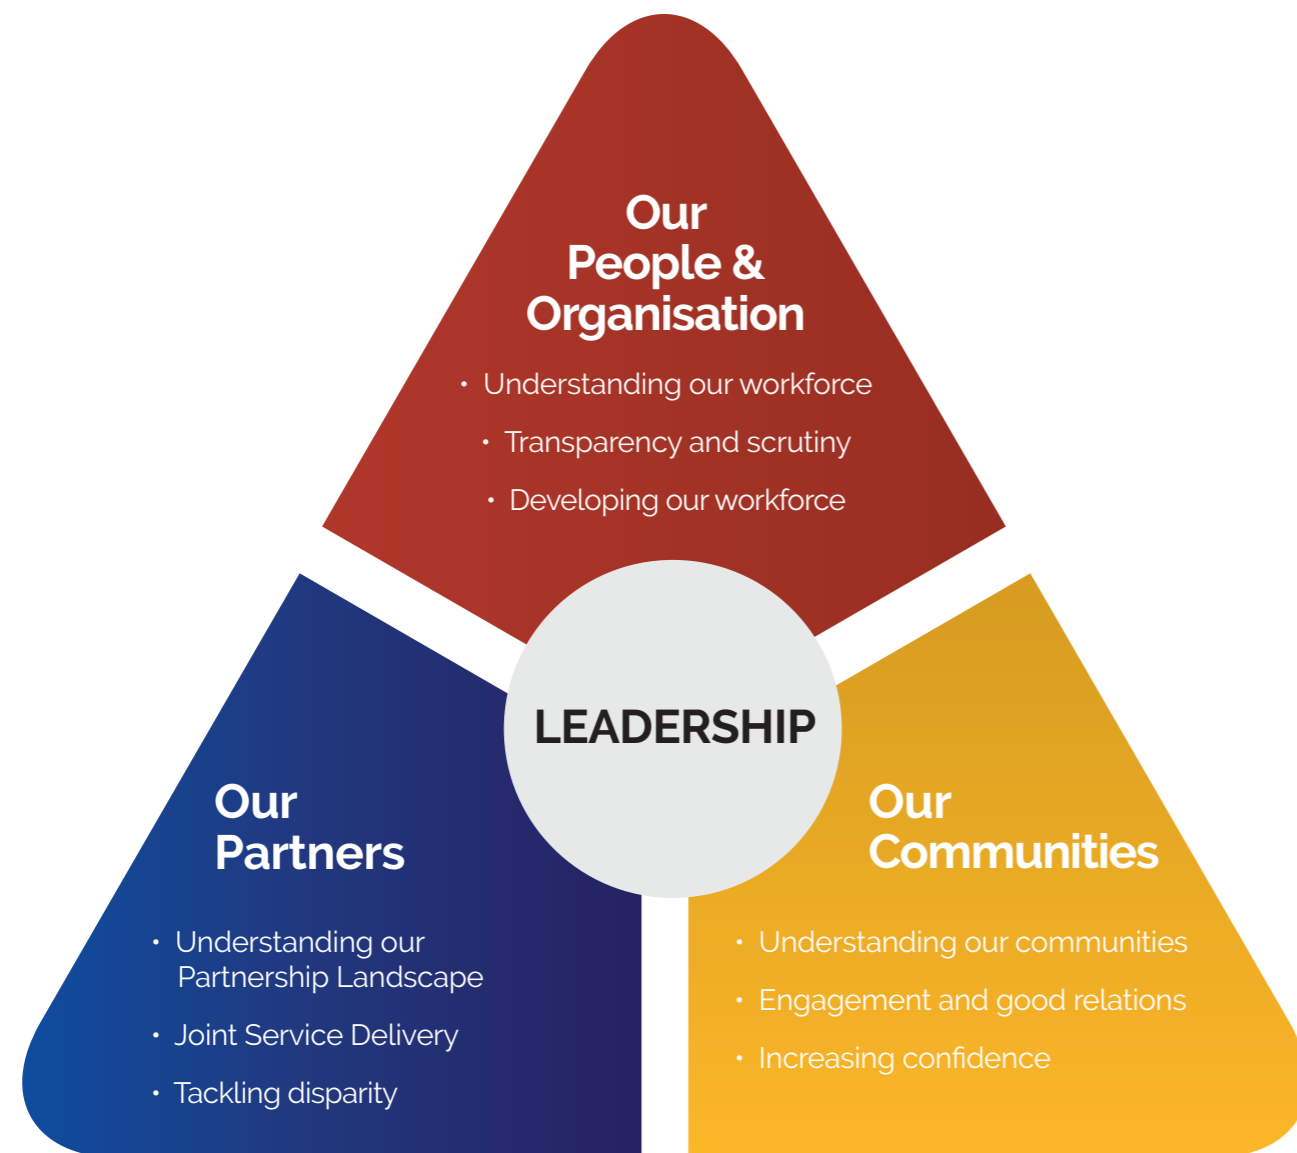 Our
People &
Organisation
• Understanding our workforce
• Transparency and scrutiny
• Developing our workforce
LEADERSHIP
Our
Partners
• Understanding our
Partnership Landscape
• Joint Service Delivery
• Tackling disparity
Our
Communities
• Understanding our communities
• Engagement and good relations
• Increasing confidence